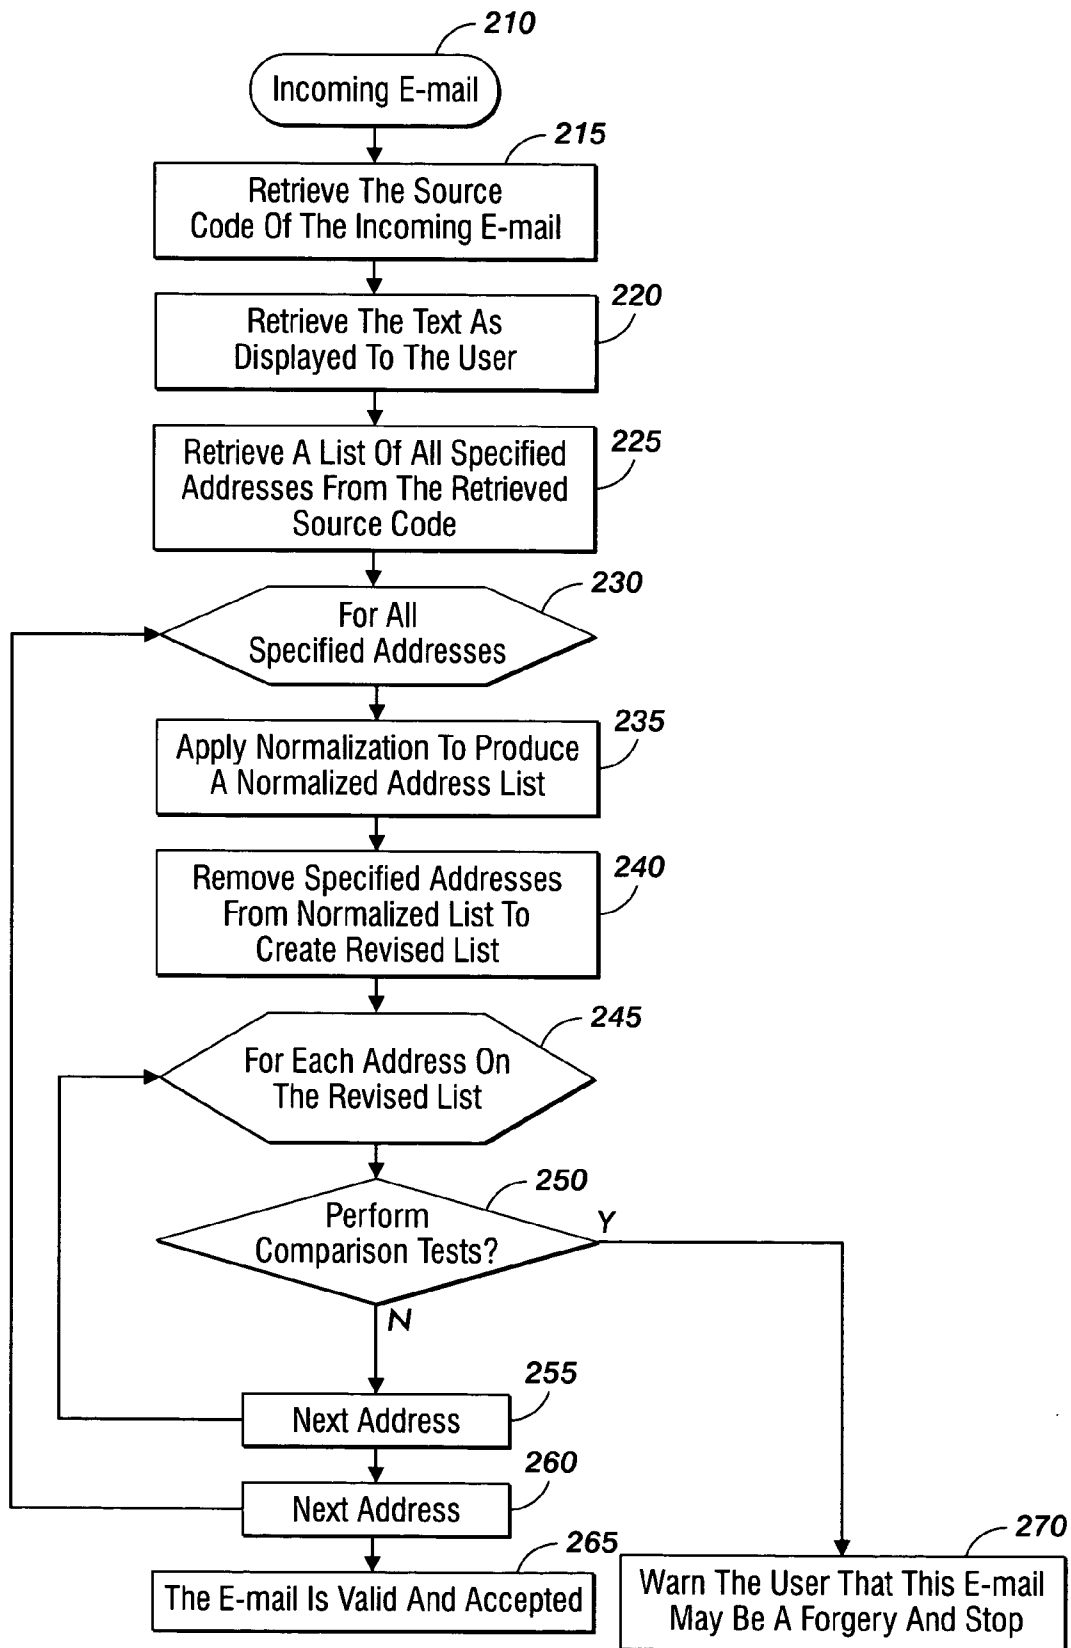 210
Incoming E-mail
215
Retrieve The Source
Code Of The Incoming E-mail
220
Retrieve The Text As
Displayed To The User
225
Retrieve A List Of All Specified
Addresses From The Retrieved
Source Code
230
For All
Specified Addresses
235
Apply Normalization To Produce
A Normalized Address List
240
Remove Specified Addresses
From Normalized List To
Create Revised List
245
For Each Address On
The Revised List
250
Perform
Comparison Tests?
Y
N
255
Next Address
260
Next Address
265
The E-mail Is Valid And Accepted
270
Warn The User That This E-mail
May Be A Forgery And Stop